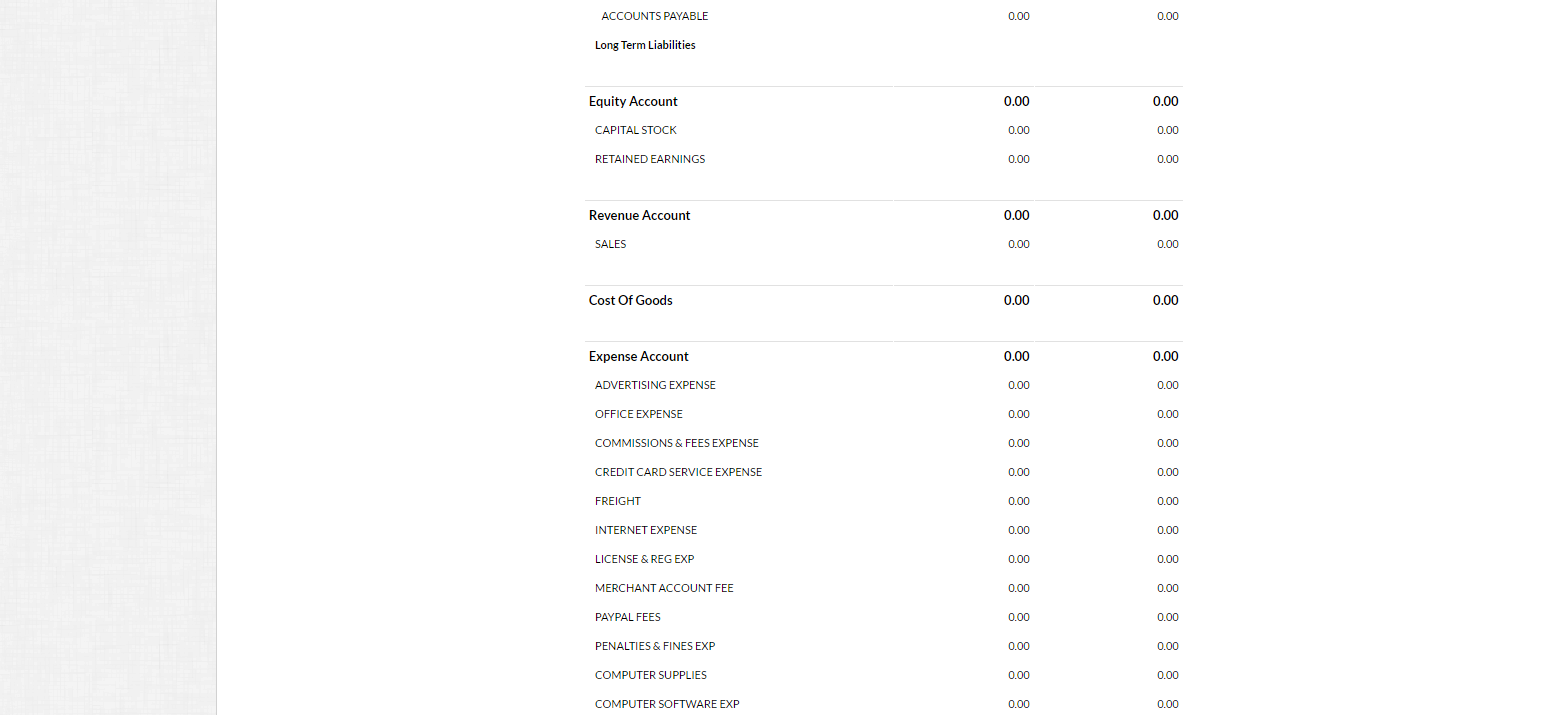 ACCOUNTS PAYABLE 0.00 0.00
Long Term Liabilities
Equity Account 0.00 0.00
CAPITAL STOCK 0.00 0.00
RETAINED EARNINGS 0.00 0.00
Revenue Account 0.00 0.00
SALES 0.00 0.00
Cost Of Goods 0.00 0.00
Expense Account 0.00 0.00
ADVERTISING EXPENSE 0.00 0.00
OFFICE EXPENSE 0.00 0.00
COMMISSIONS & FEES EXPENSE 0.00 0.00
CREDIT CARD SERVICE EXPENSE 0.00 0.00
FREIGHT 0.00 0.00
INTERNET EXPENSE 0.00 0.00
LICENSE & REG EXP 0.00 0.00
MERCHANT ACCOUNT FEE 0.00 0.00
PAYPAL FEES 0.00 0.00
PENALTIES & FINES EXP 0.00 0.00
COMPUTER SUPPLIES 0.00 0.00
COMPUTER SOFTWARE EXP 0.00 0.00